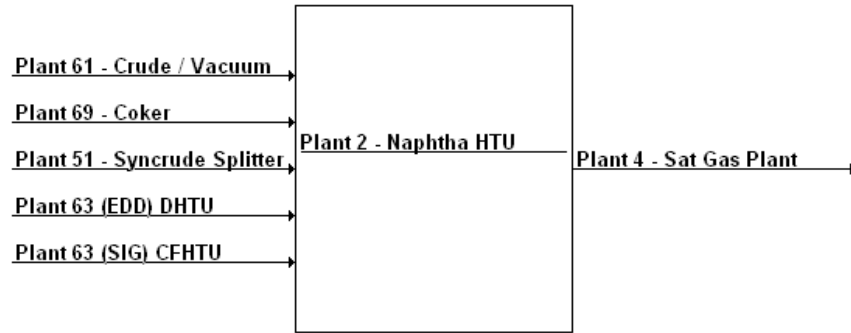 Plant 61 - Crude / Vacuum
Plant 69 - Coker
Plant 51 - Syncrude Splitter
Plant 63 (EDD) DHTU
Plant 63 (SIG) CFHTU
Plant 2 - Naphtha HTU
Plant 4 - Sat Gas Plant